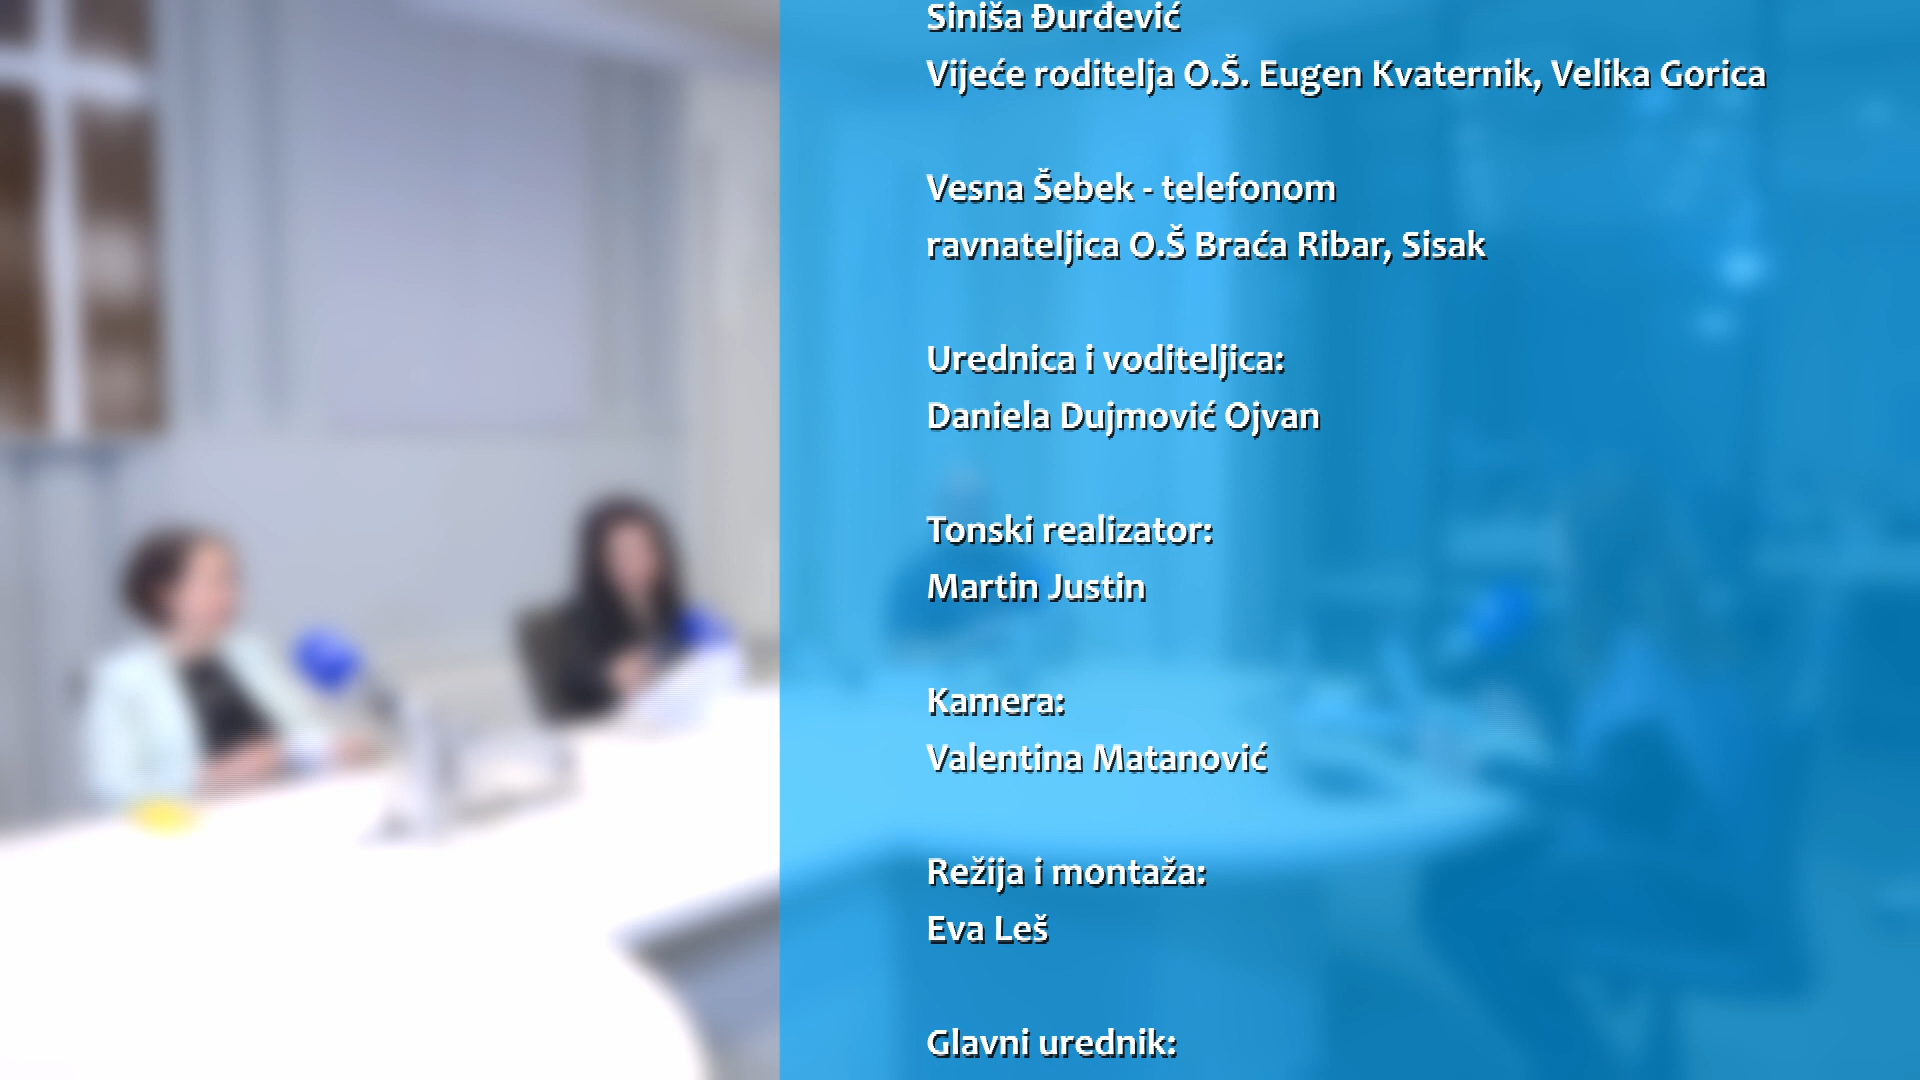 Siniša Đurđević
Vijeće roditelja O.Š. Eugen Kvaternik, Velika Gorica
Vesna Šebek - telefonom
ravnateljica O.Š Braća Ribar, Sisak
Urednica i voditeljica:
Daniela Dujmović Ojvan
Tonski realizator:
Martin Justin
Kamera:
Valentina Matanović
Režija i montaža:
Eva Leš
Glavni urednik: